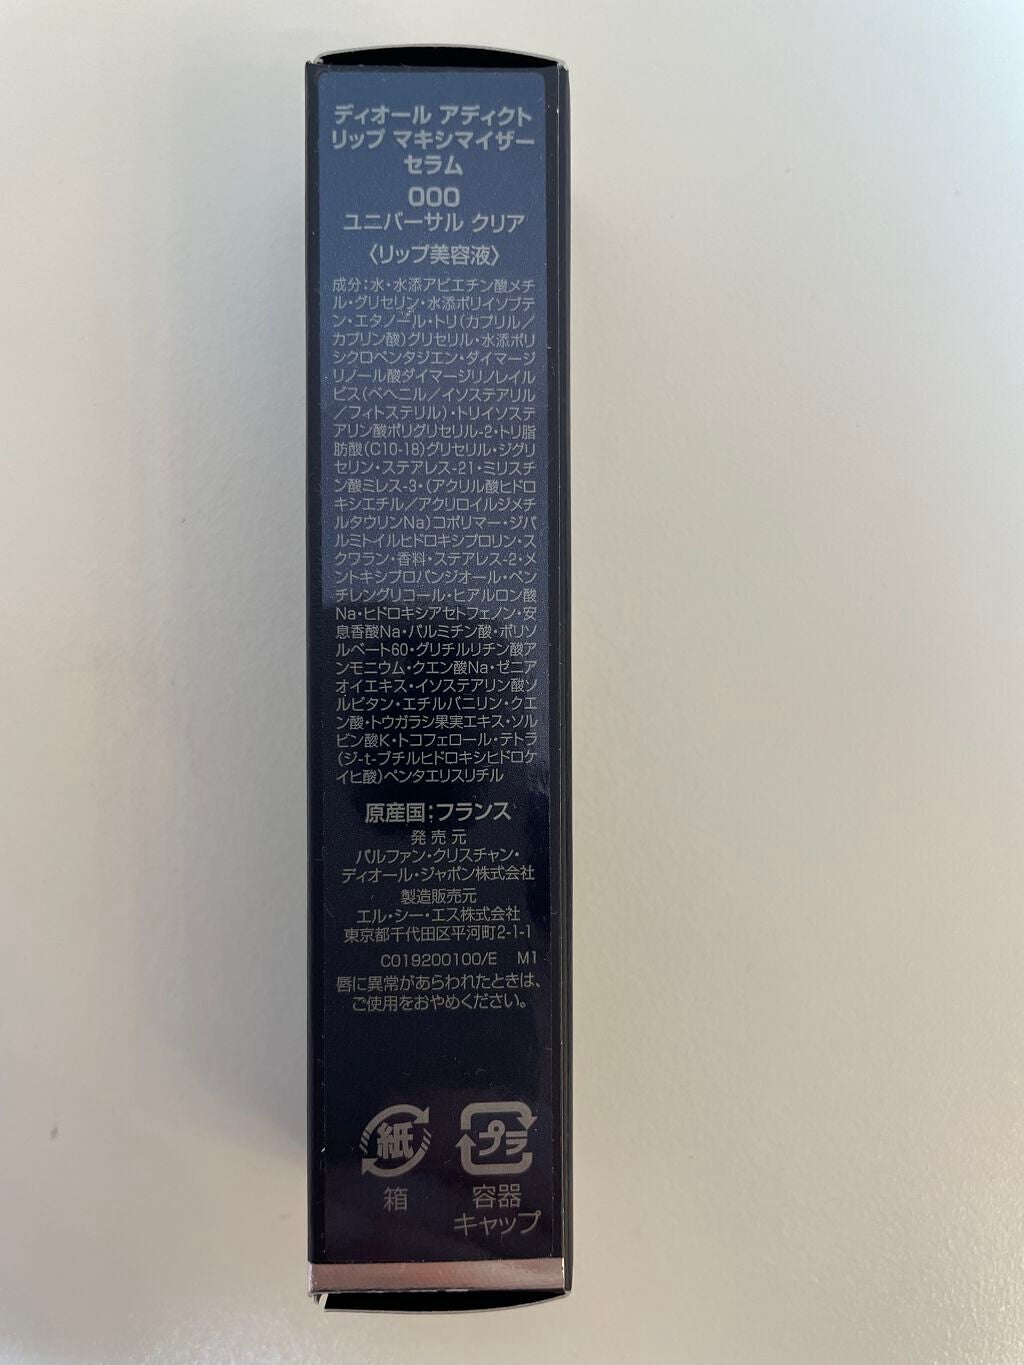 ディオール アディクト
リップ マキシマイザー
セラム
000
ユニバーサル クリア
〈リップ美容液〉
成分：水・水添アビエチン酸メチ
ル・グリセリン・水添ポリイソブテ
ン・エタノール・トリ(カプリル／
カプリン酸)グリセリル・水添ポリ
シクロペンタジエン・ダイマージ
リノール酸ダイマージリノレイル
ビス(ベヘニル／イソステアリル
／フィトステリル)・トリイソステ
アリン酸ポリグリセリル-2・トリ脂
肪酸(C10-18)グリセリル・ジグリ
セリン・ステアレス-21・ミリスチ
ン酸ミレス-3・(アクリル酸ヒドロ
キシエチル／アクリロイルジメチ
ルタウリンNa)コポリマー・ジパ
ルミトイルヒドロキシプロリン・ス
クワラン・香料・ステアレス-2・メ
ントキシプロパンジオール・ペン
チレングリコール・ヒアルロン酸
Na・ヒドロキシアセトフェノン・安
息香酸Na・パルミチン酸・ポリソ
ルベート60・グリチルリチン酸ア
ンモニウム・クエン酸Na・ゼニア
オイエキス・イソステアリン酸ソ
ルビタン・エチルバニリン・クエ
ン酸・トウガラシ果実エキス・ソル
ビン酸K・トコフェロール・テトラ
(ジ-t-ブチルヒドロキシヒドロケ
イヒ酸)ペンタエリスリチル
原産国：フランス
発売元
パルファン・クリスチャン・
ディオール・ジャポン株式会社
製造販売元
エル・シー・エス株式会社
東京都千代田区平河町2-1-1
C019200100/E M1
唇に異常があらわれたときは、
ご使用をおやめください。
紙 プラ
箱 容器
キャップ